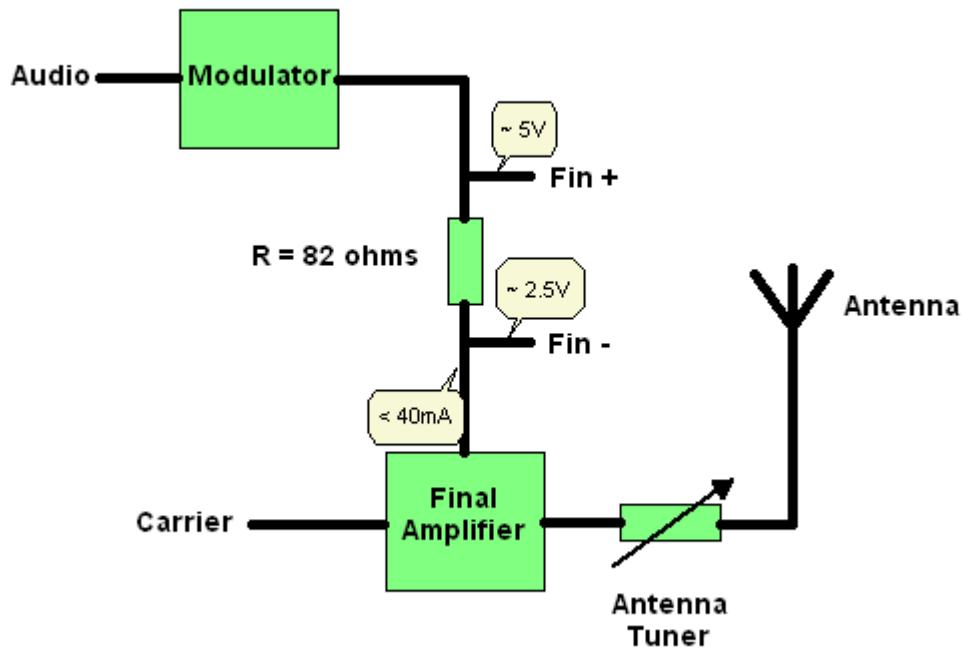 Audio
Modulator
~ 5V
Fin +
R = 82 ohms
~ 2.5V
Fin -
Antenna
< 40mA
Carrier
Final
Amplifier
Antenna
Tuner